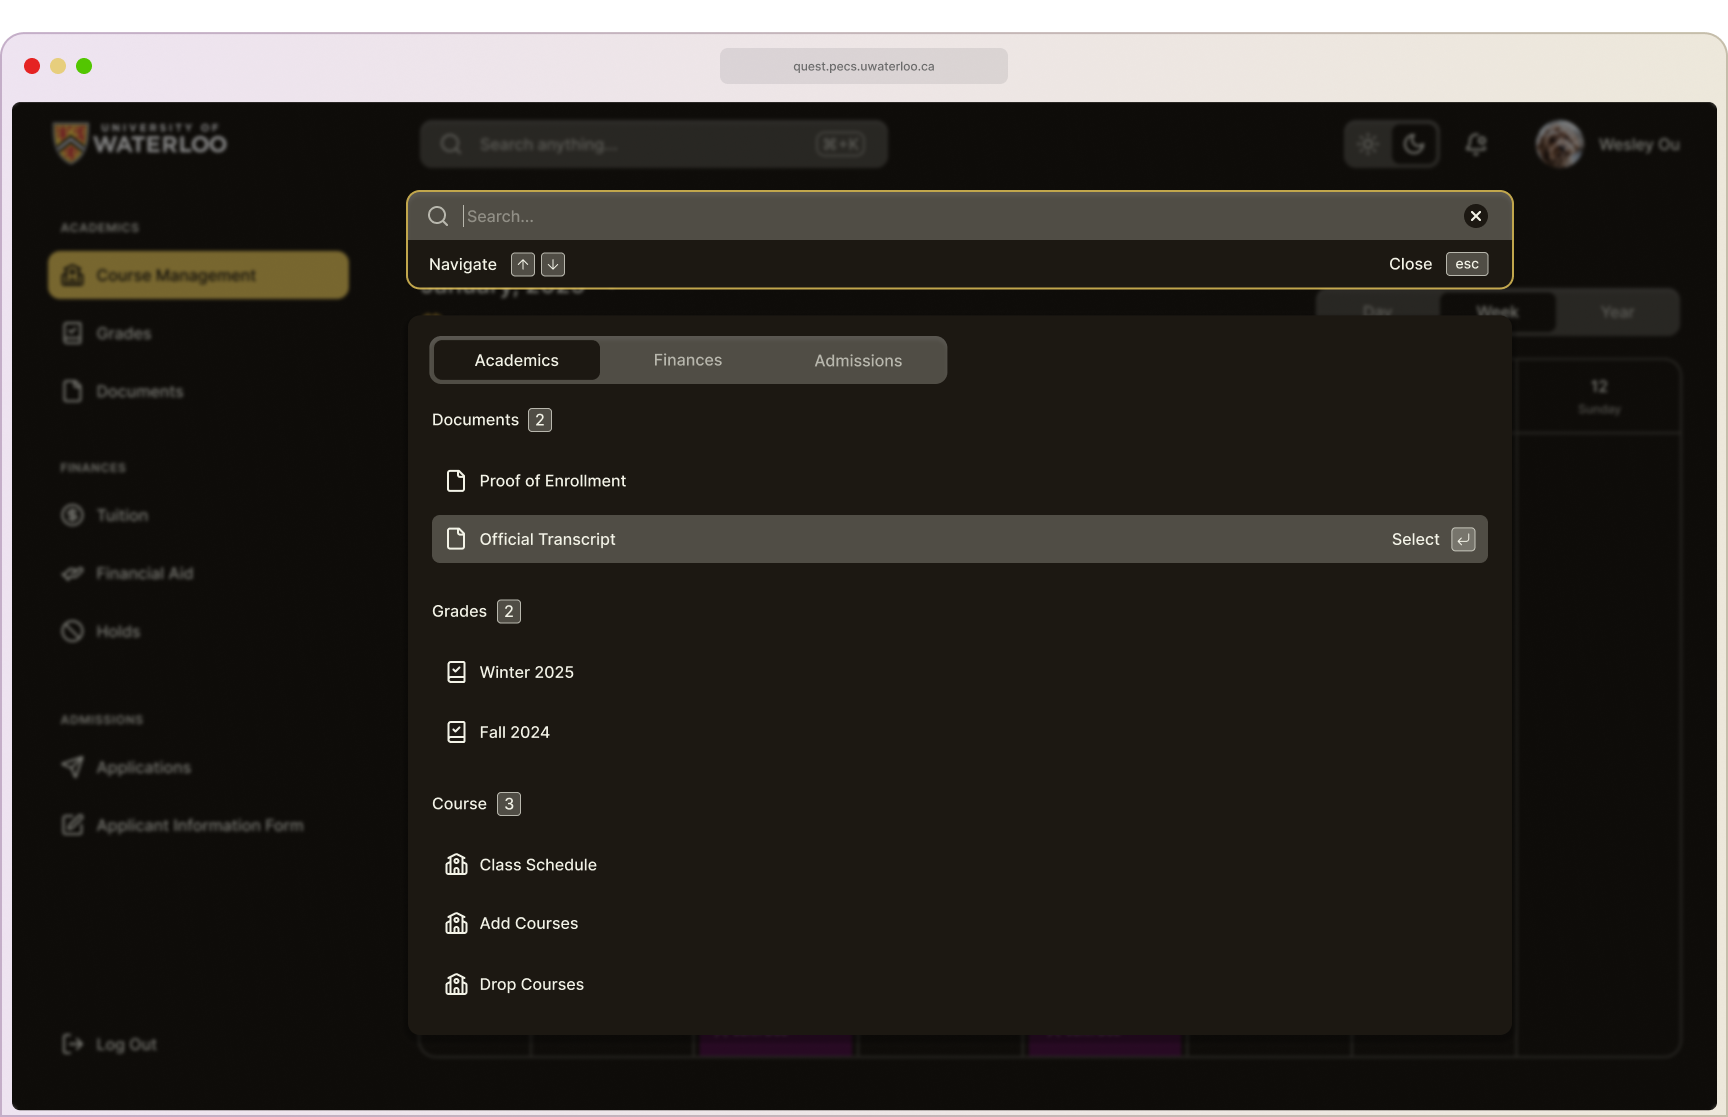 quest.pecs.uwaterloo.ca
UNIVERSITY OF
WATERLOO
Search anything...
⌘+K
Wesley Ou
Search...
Navigate ↑ ↓
Close esc
ACADEMICS
Course Management
Grades
Documents
FINANCES
Tuition
Financial Aid
Holds
ADMISSIONS
Applications
Applicant Information Form
Log Out
January, 2025
Day Week Year
12
Sunday
Academics Finances Admissions
Documents 2
Proof of Enrollment
Official Transcript
Select
Grades 2
Winter 2025
Fall 2024
Course 3
Class Schedule
Add Courses
Drop Courses